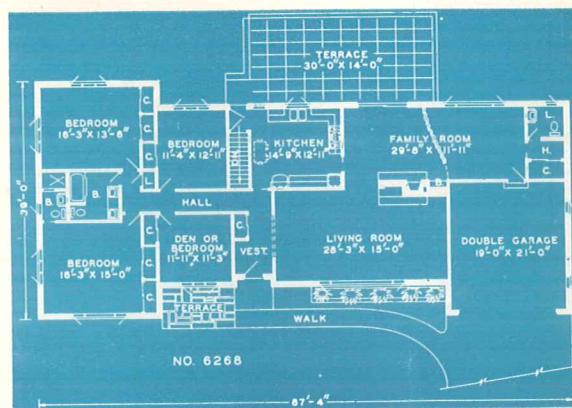 TERRACE
30'-0" X 14'-0"
BEDROOM
16'-3" X 13'-6"
C.
C.
C.
L.
BEDROOM
11'-4" X 12'-11"
DN.
KITCHEN
14'-9" X 12'-11"
FAMILY ROOM
29'-8" X 11'-11"
L.
H.
C.
B.
B.
B.
HALL
39'-0"
BEDROOM
16'-3" X 15'-0"
C.
C.
C.
DEN OR
BEDROOM
11'-11" X 11'-3"
C.
VEST.
LIVING ROOM
28'-3" X 15'-0"
DOUBLE GARAGE
19'-0" X 21'-0"
TERRACE
WALK
NO. 6268
87'-4"